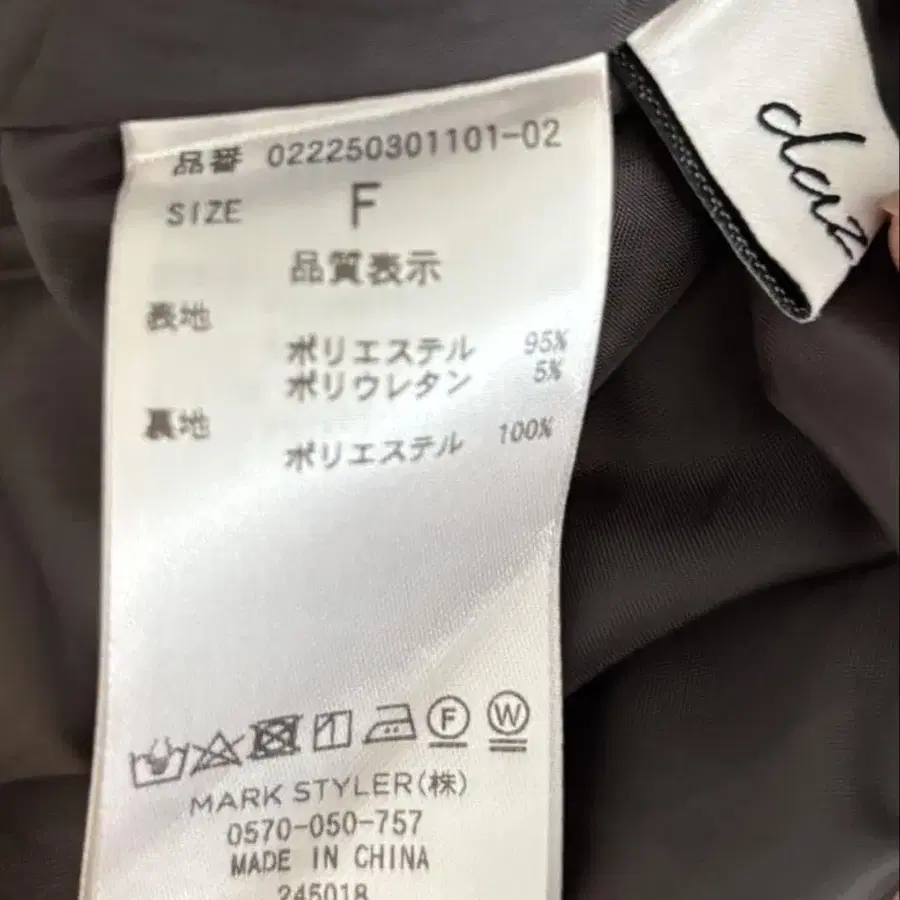 品番 022250301101-02
SIZE F
品質表示
表地
ポリエステル 95%
ポリウレタン 5%
裏地
ポリエステル 100%
F W
MARK STYLER(株)
0570-050-757
MADE IN CHINA
245018
daz